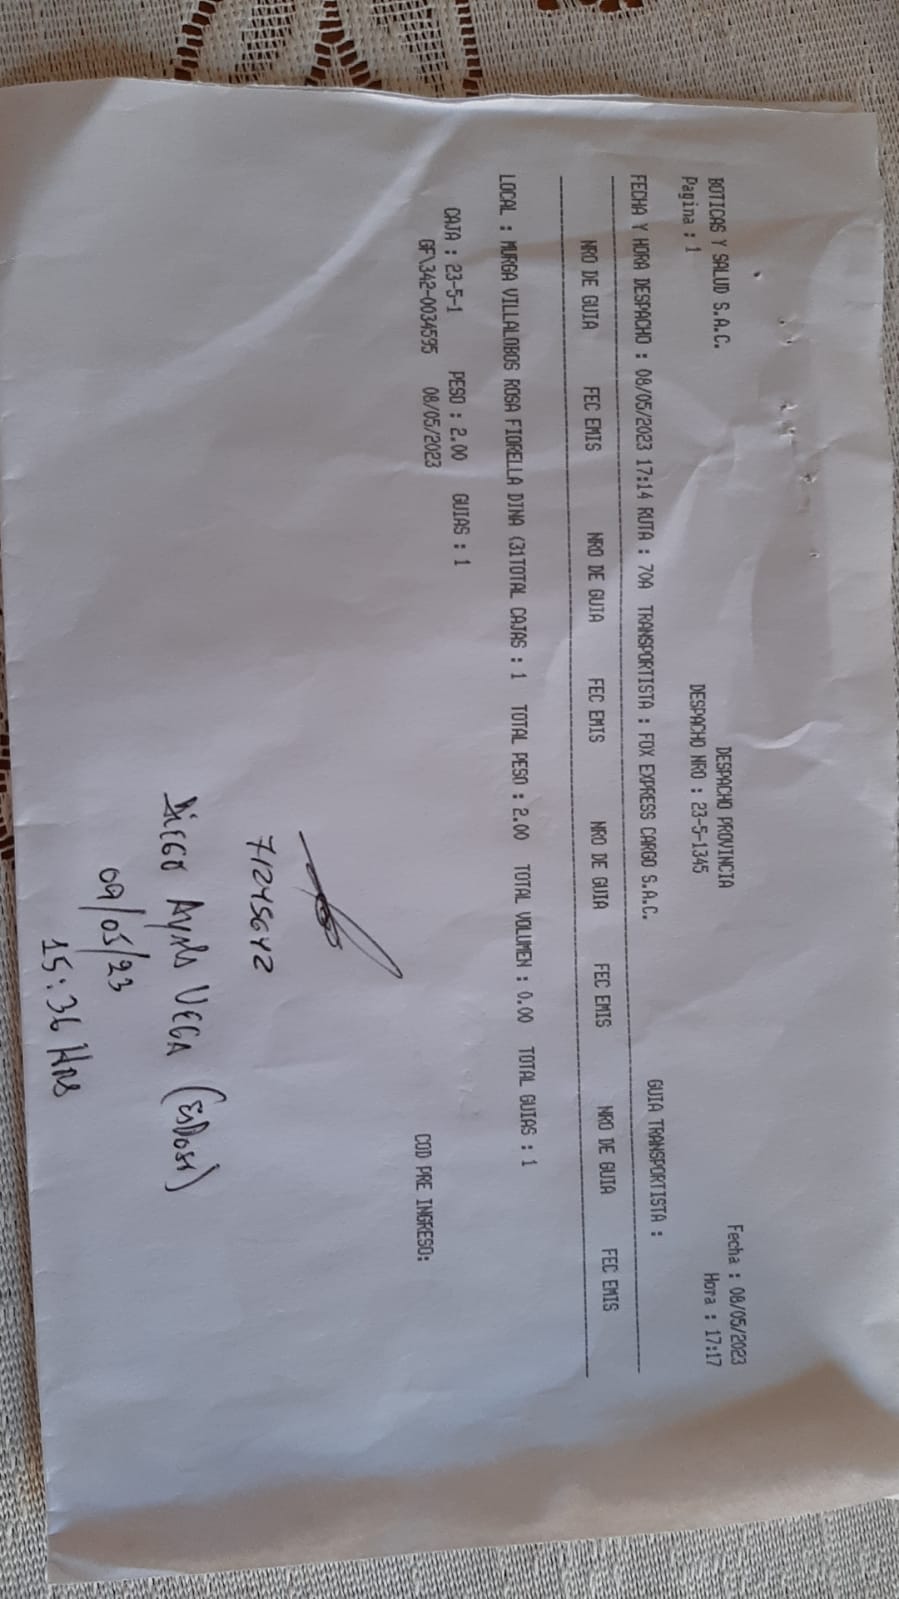 BOTICAS Y SALUD S.A.C. DESPACHO PROVINCIA Fecha : 08/05/2023
Pagina : 1 DESPACHO NRO : 23-5-1345 Hora : 17:17
FECHA Y HORA DESPACHO : 08/05/2023 17:14 RUTA : 70A TRANSPORTISTA : FOX EXPRESS CARGO S.A.C. GUIA TRANSPORTISTA :
NRO DE GUIA FEC EMIS NRO DE GUIA FEC EMIS NRO DE GUIA FEC EMIS NRO DE GUIA FEC EMIS
LOCAL : MURGA VILLALOBOS ROSA FIORELLA DINA (31TOTAL CAJAS : 1 TOTAL PESO : 2.00 TOTAL VOLUMEN : 0.00 TOTAL GUIAS : 1
CAJA : 23-5-1 PESO : 2.00 GUIAS : 1 COD PRE INGRESO:
GF\342-0034595 08/05/2023
71245642
Diego Ayala VEGA
09/05/23
15:36 Hrs